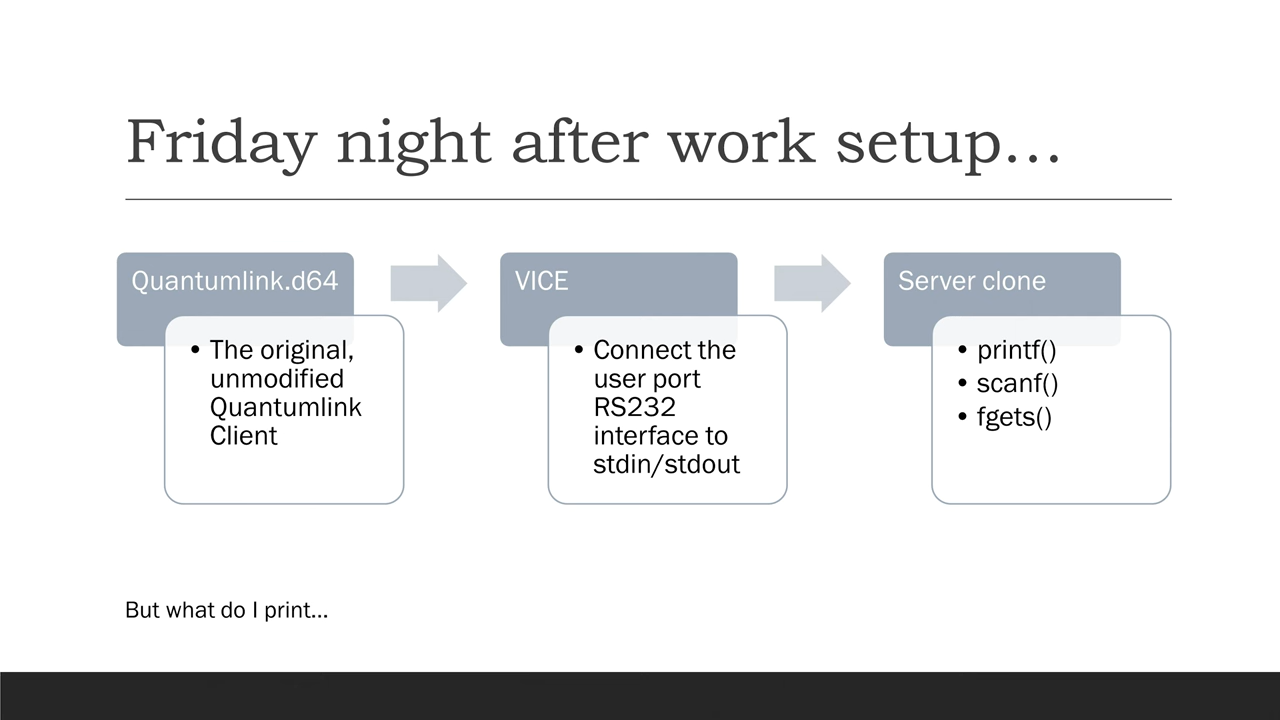 Friday night after work setup...
Quantumlink.d64
• The original,
unmodified
Quantumlink
Client
VICE
• Connect the
user port
RS232
interface to
stdin/stdout
Server clone
• printf()
• scanf()
• fgets()
But what do I print...